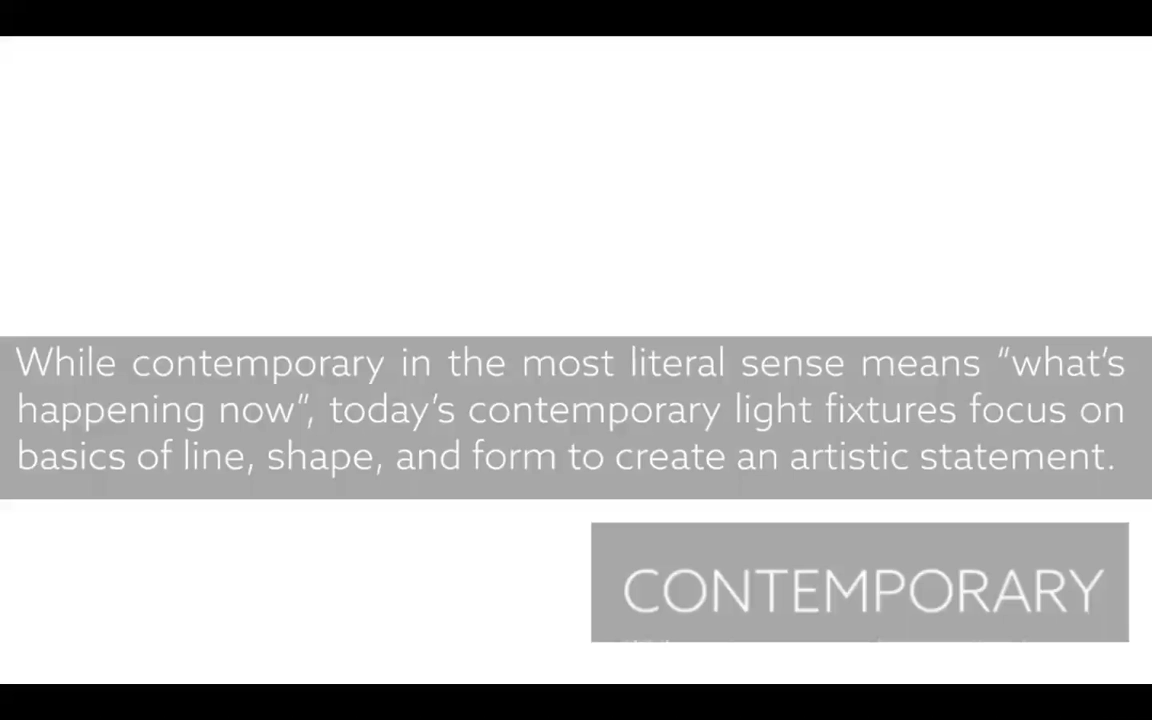 While contemporary in the most literal sense means “what’s
happening now”, today’s contemporary light fixtures focus on
basics of line, shape, and form to create an artistic statement.
CONTEMPORARY